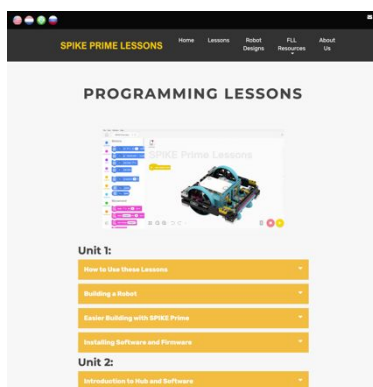 SPIKE PRIME LESSONS
Home
Lessons
Robot
Designs
FLL
Resources
About
Us
PROGRAMMING LESSONS
SPIKE Prime Lessons
Unit 1:
How to Use these Lessons
Building a Robot
Easier Building with SPIKE Prime
Installing Software and Firmware
Unit 2:
Introduction to Hub and Software